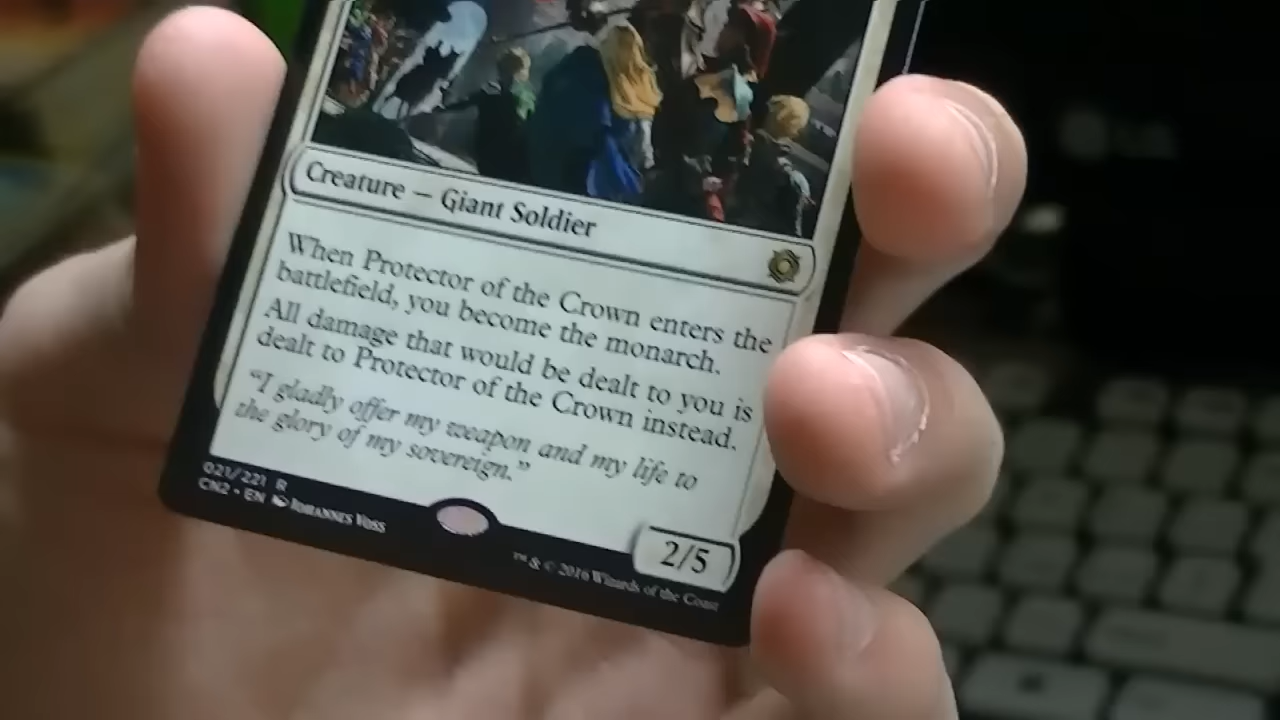 Creature — Giant Soldier
When Protector of the Crown enters the
battlefield, you become the monarch.
All damage that would be dealt to you is
dealt to Protector of the Crown instead.
“I gladly offer my weapon and my life to
the glory of my sovereign.”
021/221 R
CN2 • EN Johannes Voss
2/5
™ & © 2016 Wizards of the Coast